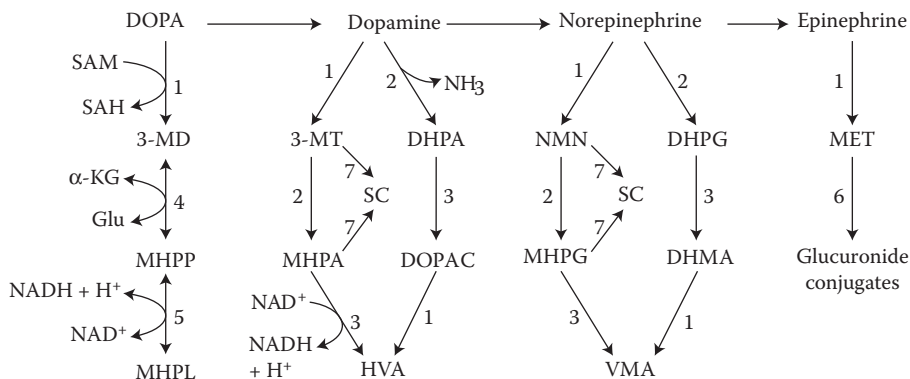 DOPA Dopamine Norepinephrine Epinephrine
SAM 1 1 2 NH3 1 2 1
SAH
3-MD 3-MT DHPA NMN DHPG MET
α-KG 4 2 7 SC 3 2 7 SC 3 6
Glu 7 7
MHPP MHPA DOPAC MHPG DHMA Glucuronide
conjugates
NADH + H⁺ 5 NAD⁺ 3 1 3 1
NAD⁺ NADH
+ H⁺
MHPL HVA VMA